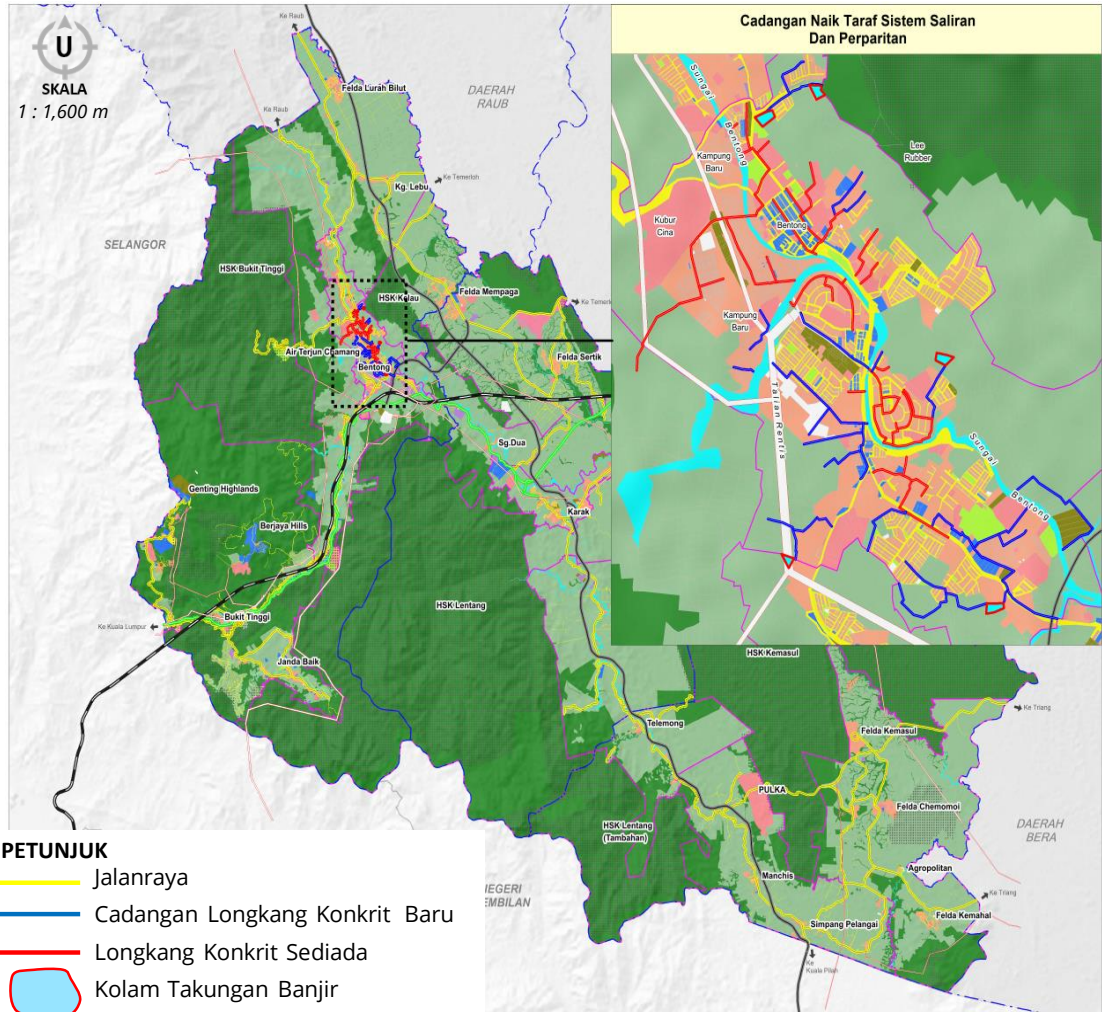 U
SKALA
1 : 1,600 m
Ke Raub
Felda Lurah Bilut
DAERAH
RAUB
Ke Raub
Kg. Lebu
Ke Temerloh
SELANGOR
HSK Bukit Tinggi
HSK Kelau
Felda Mempaga
Air Terjun Chamang
Bentong
Felda Sertik
Sg.Dua
Genting Highlands
Karak
Berjaya Hills
HSK Lentang
Bukit Tinggi
Ke Kuala Lumpur
Janda Baik
HSK Kemasul
Ke Triang
Telemong
Felda Kemasul
PULKA
Felda Chemomoi
HSK Lentang
(Tambahan)
DAERAH
BERA
Manchis
Agropolitan
Ke Triang
Simpang Pelangai
Felda Kemahal
Ke
Kuala Pilah
Cadangan Naik Taraf Sistem Saliran
Dan Perparitan
Sungai
Bentong
Lee
Rubber
Kampung
Baru
Kubur
Cina
Bentong
Kampung
Baru
Talian Rentis
Sungai
Bentong
PETUNJUK
Jalanraya
Cadangan Longkang Konkrit Baru
Longkang Konkrit Sediada
Kolam Takungan Banjir